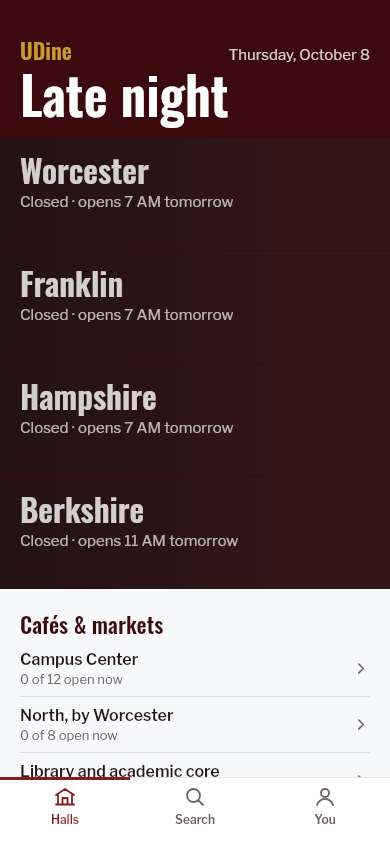 UDine
Thursday, October 8
Late night
Worcester
Closed · opens 7 AM tomorrow
Franklin
Closed · opens 7 AM tomorrow
Hampshire
Closed · opens 7 AM tomorrow
Berkshire
Closed · opens 11 AM tomorrow
Cafés & markets
Campus Center
0 of 12 open now
North, by Worcester
0 of 8 open now
Library and academic core
Halls
Search
You